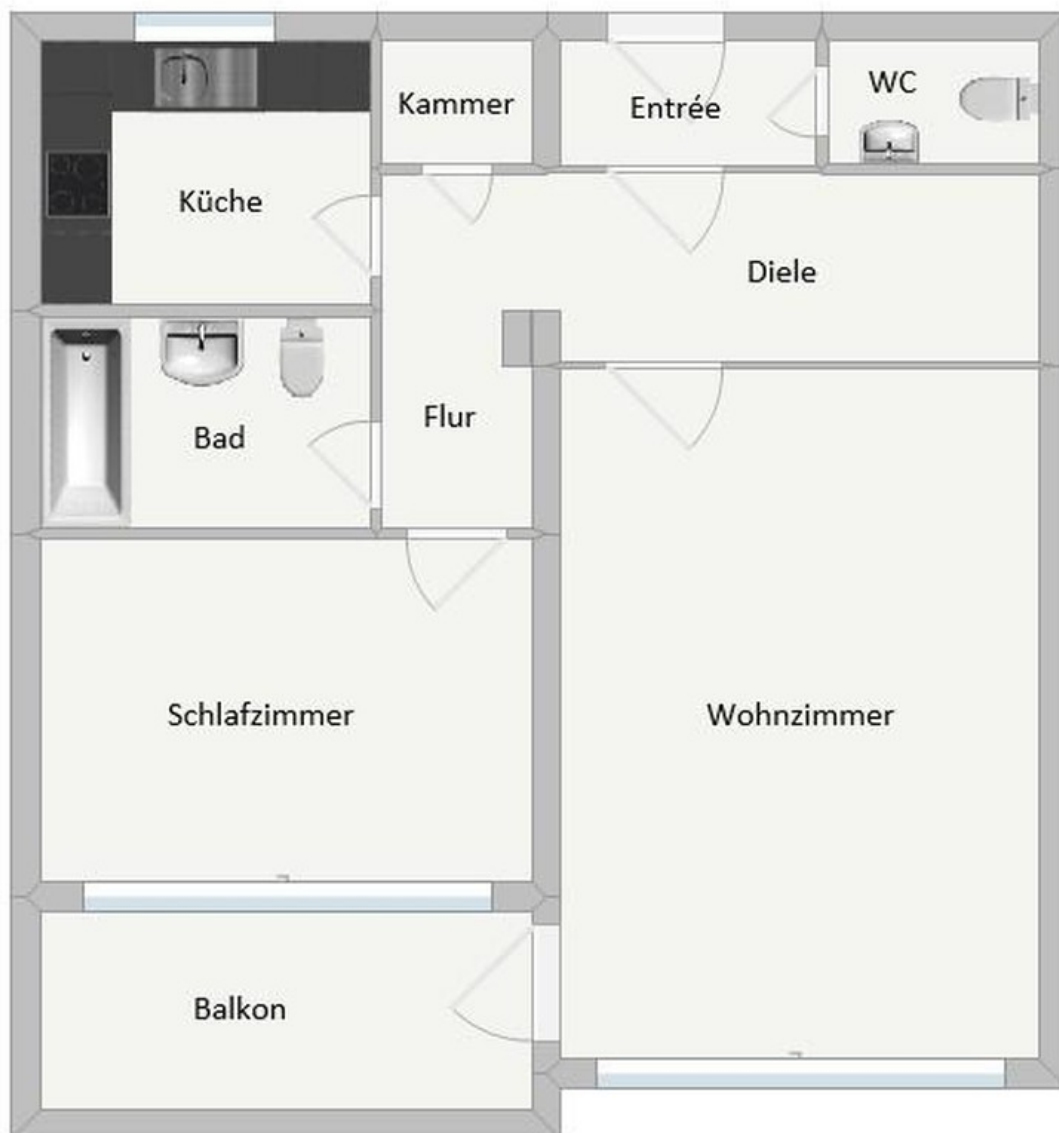 Kammer
Entrée
WC
Küche
Diele
Bad
Flur
Schlafzimmer
Wohnzimmer
Balkon